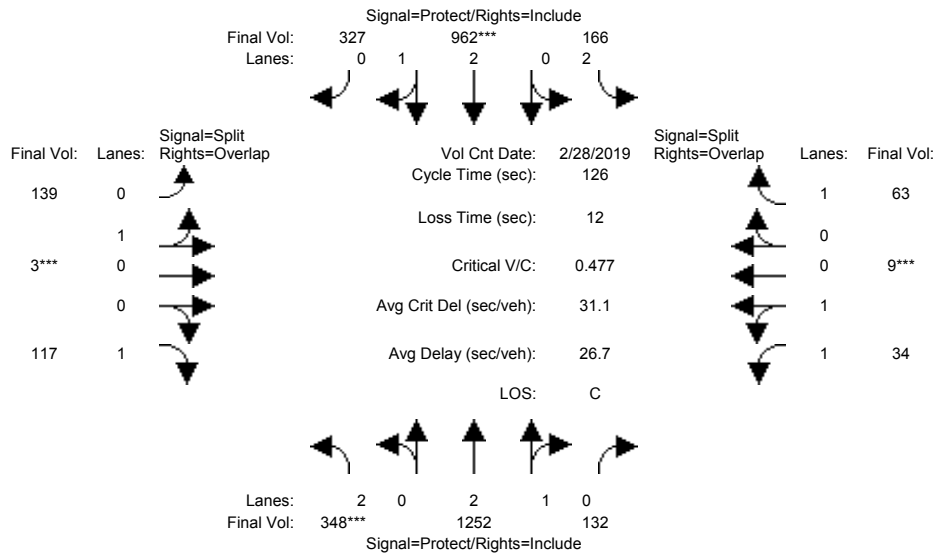 Signal=Protect/Rights=Include
Final Vol: 327 962*** 166
Lanes: 0 1 2 0 2
Signal=Split
Final Vol: Lanes: Rights=Overlap
Vol Cnt Date: 2/28/2019
Signal=Split
Rights=Overlap Lanes: Final Vol:
Cycle Time (sec): 126
139 0
1 63
Loss Time (sec): 12
1
0
3*** 0
Critical V/C: 0.477
0 9***
0
Avg Crit Del (sec/veh): 31.1
1
117 1
Avg Delay (sec/veh): 26.7
1 34
LOS: C
Lanes: 2 0 2 1 0
Final Vol: 348*** 1252 132
Signal=Protect/Rights=Include